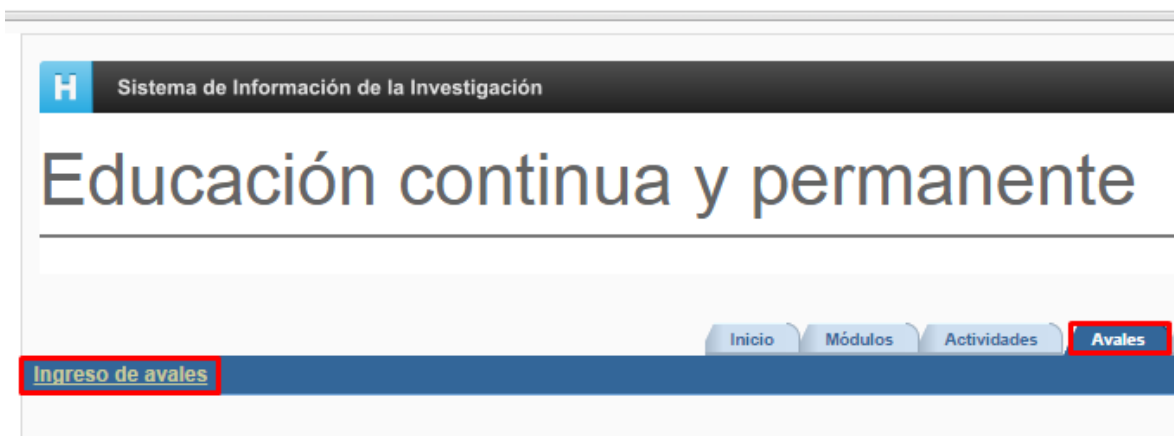 H Sistema de Información de la Investigación
Educación continua y permanente
Inicio Módulos Actividades Avales
Ingreso de avales